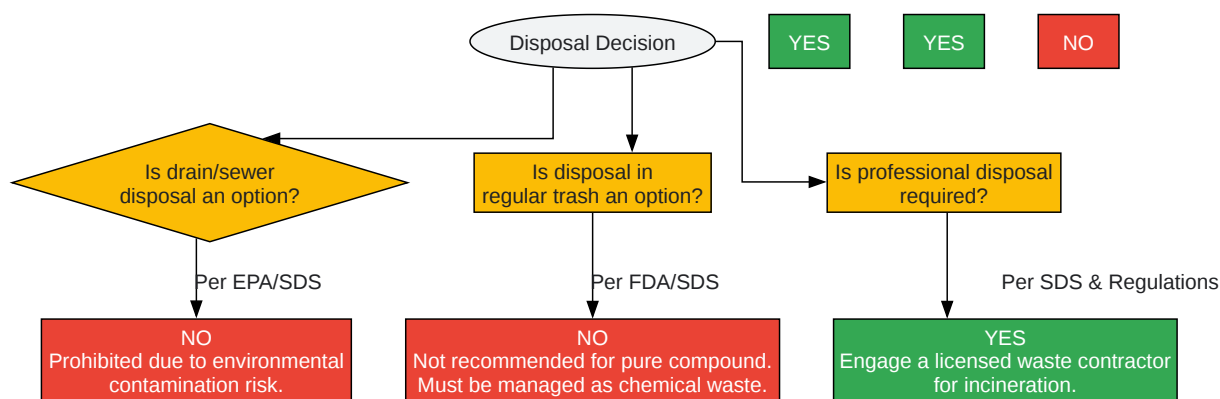 Disposal Decision
YES
YES
NO
Is drain/sewer
disposal an option?
Is disposal in
regular trash an option?
Is professional disposal
required?
Per EPA/SDS
Per FDA/SDS
Per SDS & Regulations
NO
Prohibited due to environmental
contamination risk.
NO
Not recommended for pure compound.
Must be managed as chemical waste.
YES
Engage a licensed waste contractor
for incineration.